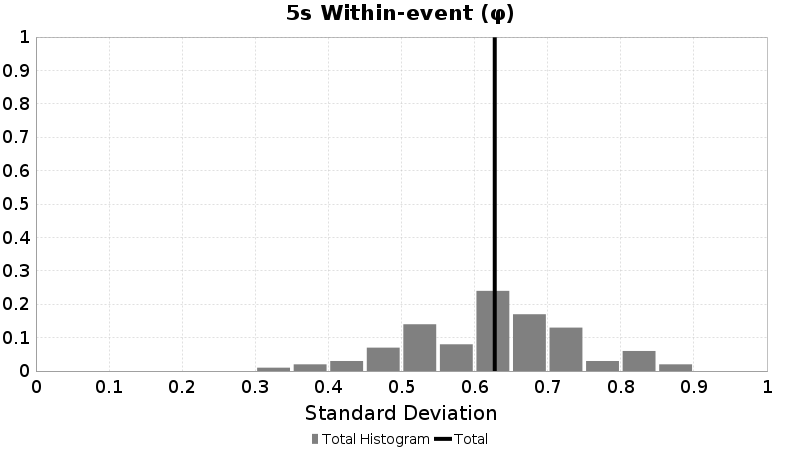 5s Within-event (φ)
1
0.9
0.8
0.7
0.6
0.5
0.4
0.3
0.2
0.1
0
0 0.1 0.2 0.3 0.4 0.5 0.6 0.7 0.8 0.9 1
Standard Deviation
Total Histogram Total